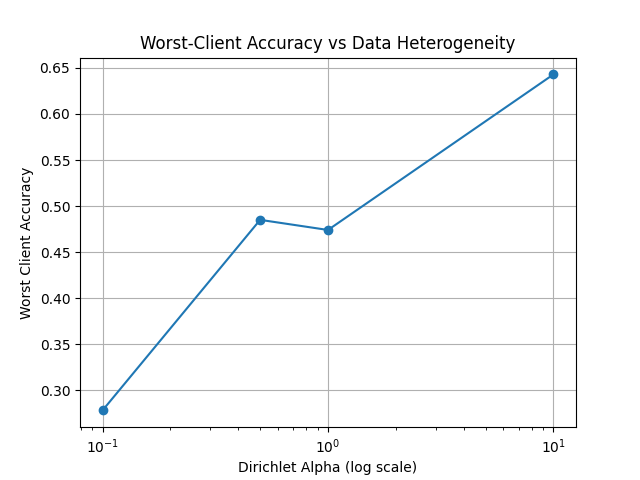 Worst-Client Accuracy vs Data Heterogeneity
0.65
0.60
0.55
0.50
0.45
0.40
0.35
0.30
Worst Client Accuracy
10⁻¹ 10⁰ 10¹
Dirichlet Alpha (log scale)